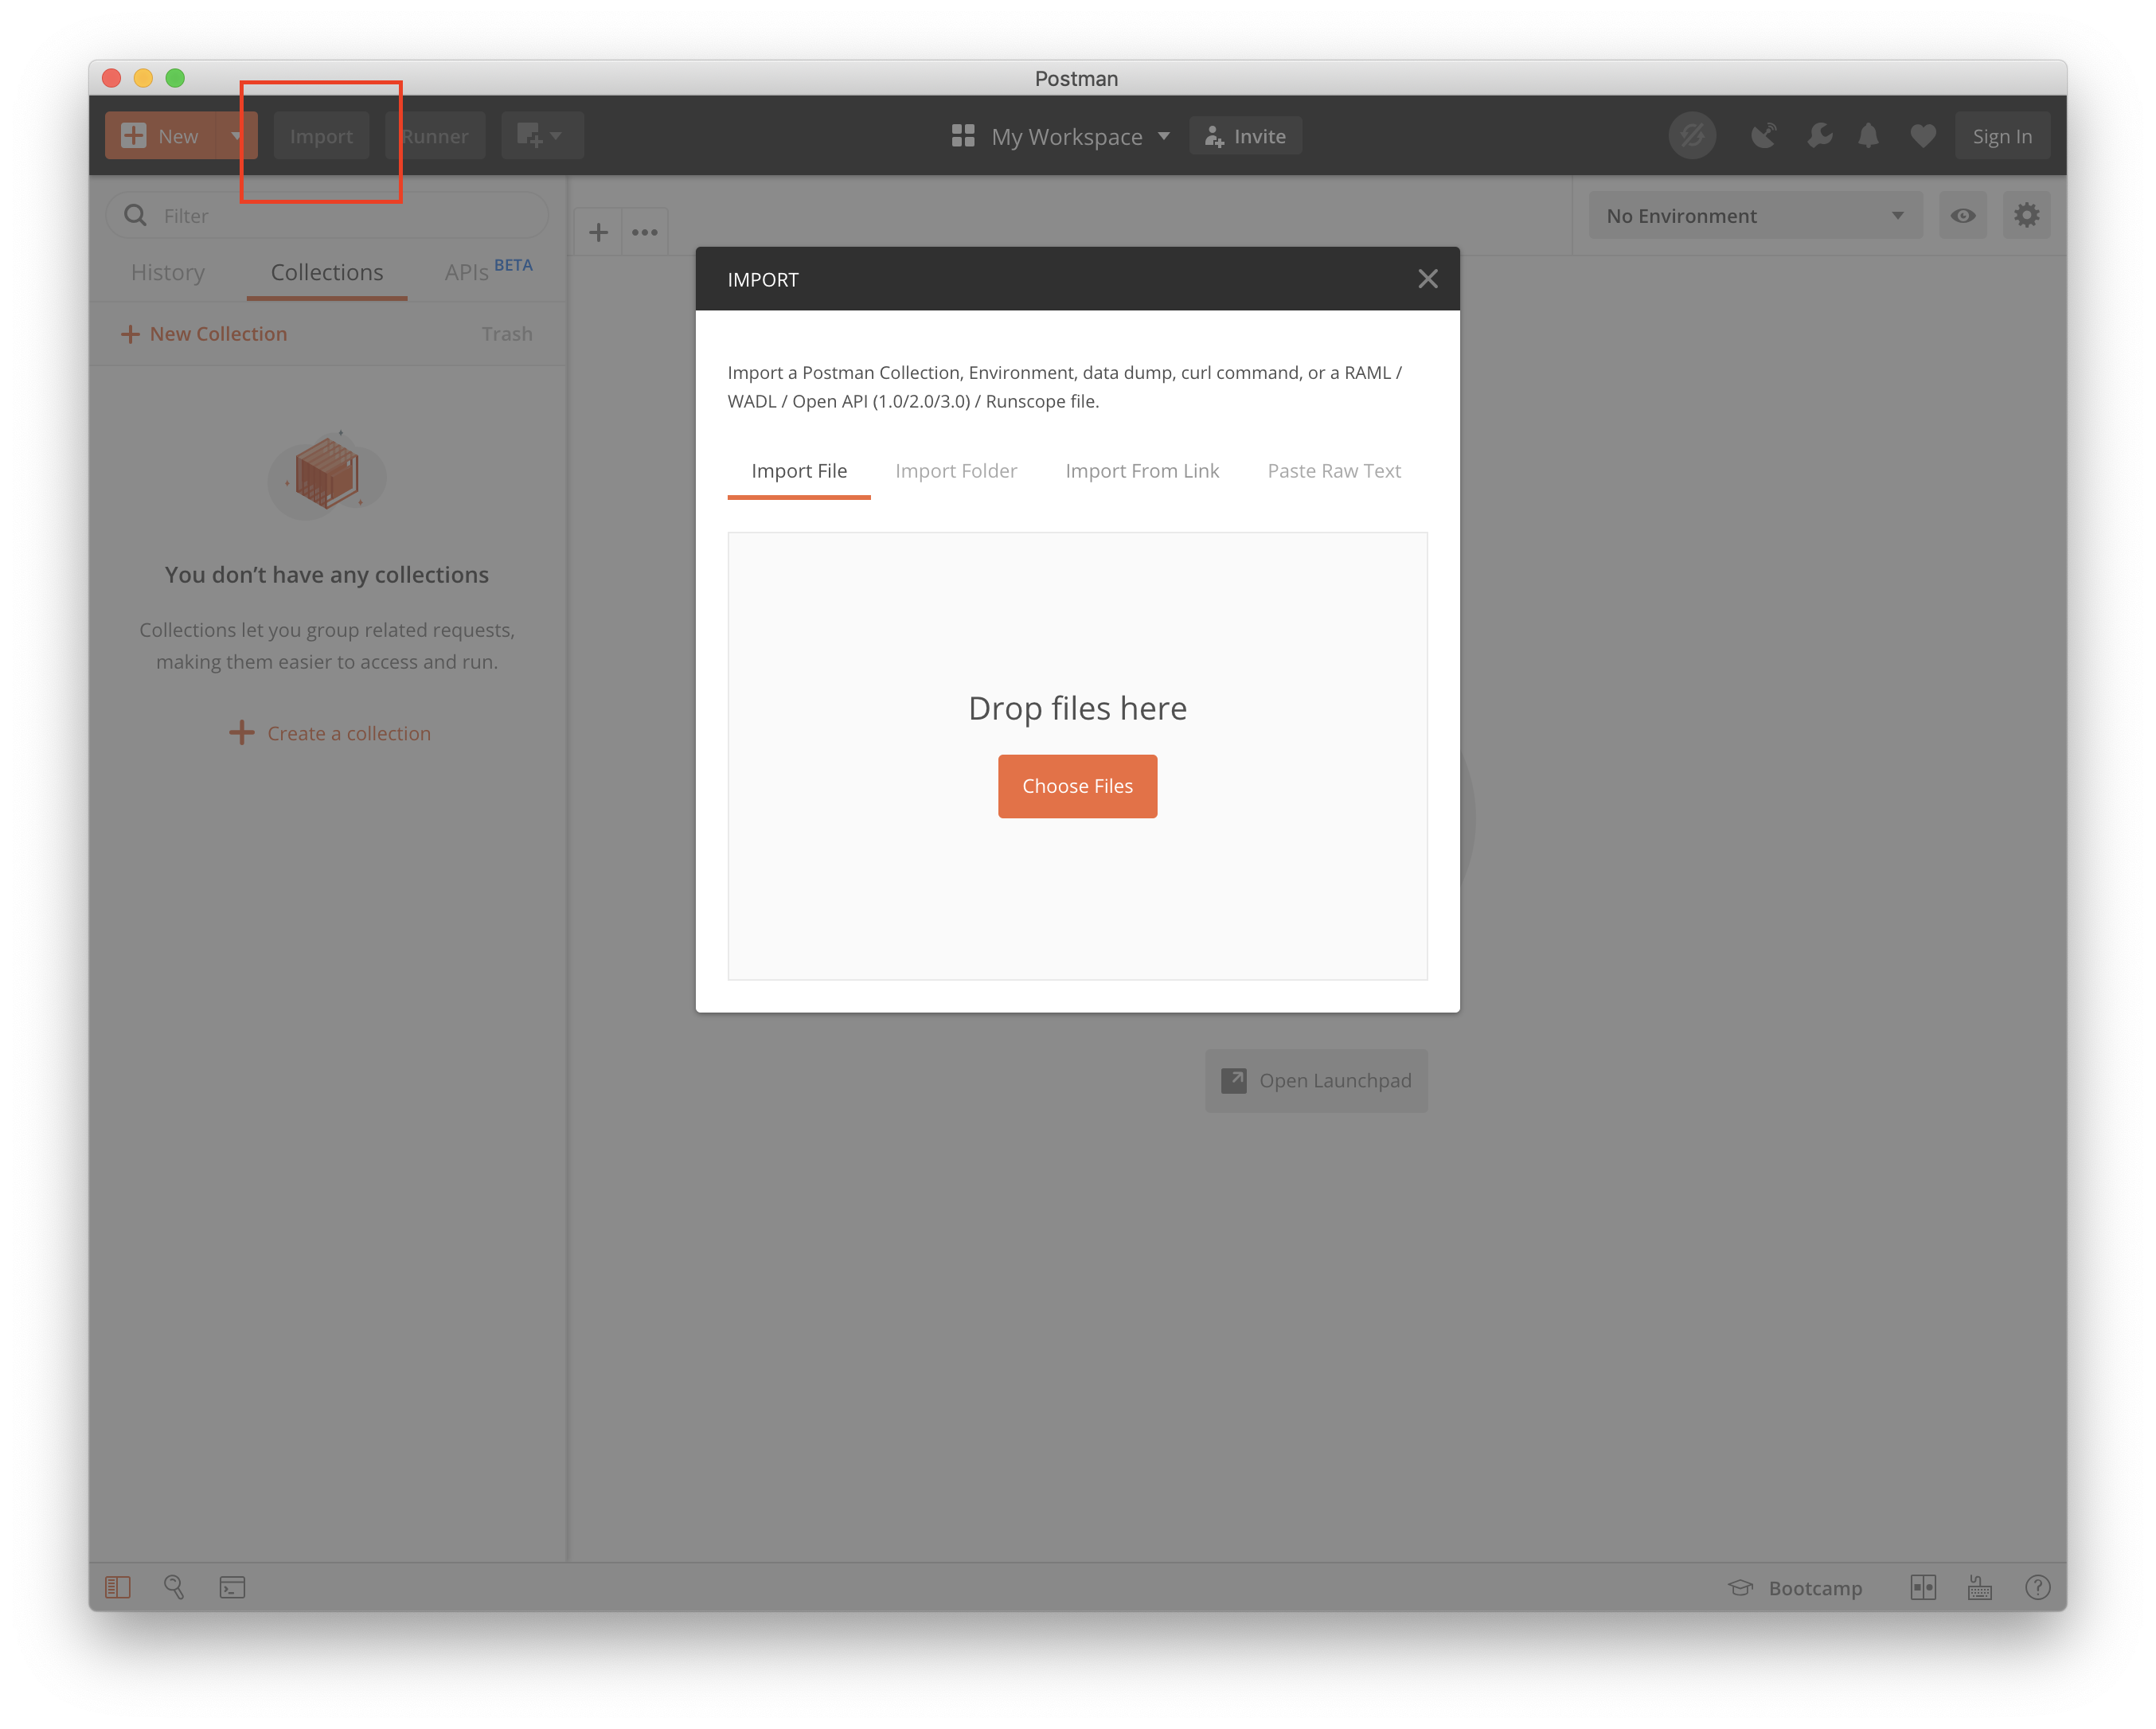 Postman
New
Import
Runner
My Workspace
Invite
Sign In
Filter
No Environment
History
Collections
APIs BETA
New Collection
Trash
You don’t have any collections
Collections let you group related requests,
making them easier to access and run.
Create a collection
IMPORT
Import a Postman Collection, Environment, data dump, curl command, or a RAML /
WADL / Open API (1.0/2.0/3.0) / Runscope file.
Import File
Import Folder
Import From Link
Paste Raw Text
Drop files here
Choose Files
Open Launchpad
Bootcamp